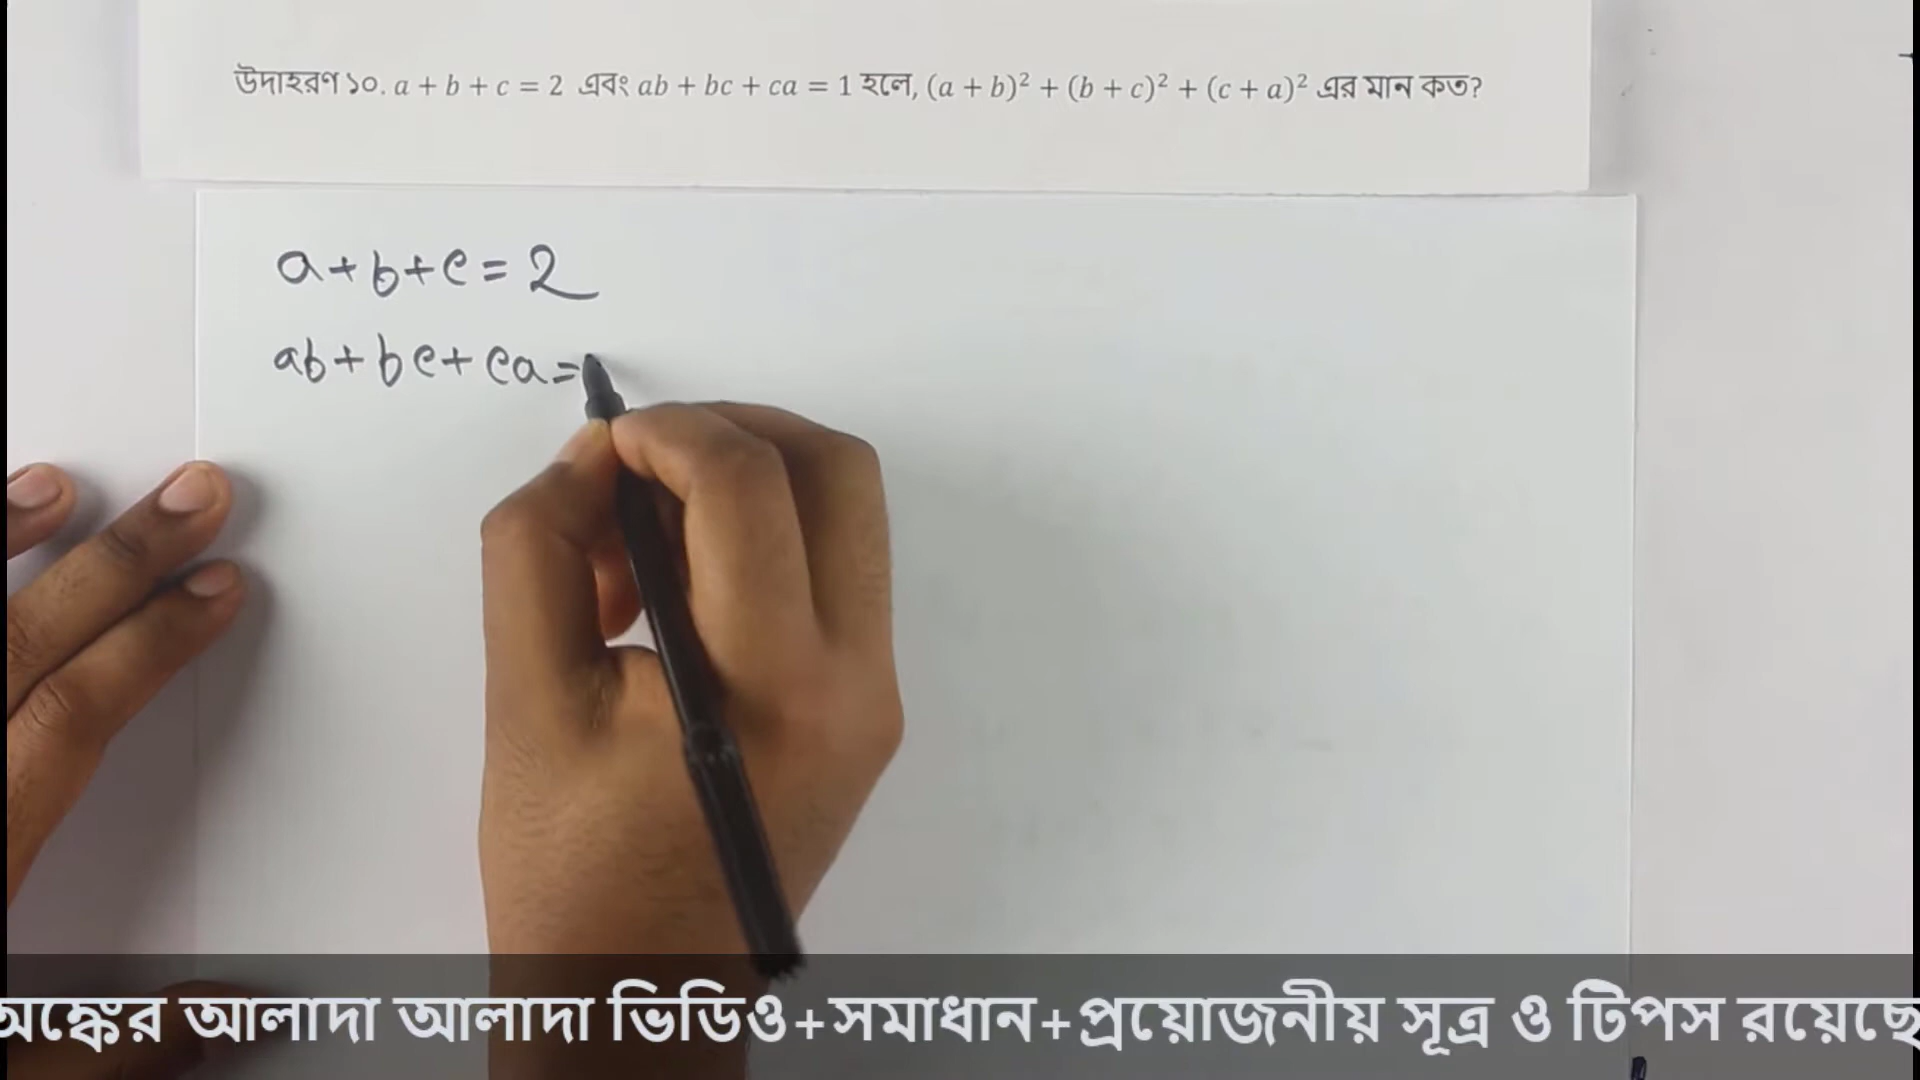 উদাহরণ ১০. a + b + c = 2 এবং ab + bc + ca = 1 হলে, (a + b)² + (b + c)² + (c + a)² এর মান কত?
a+b+c=2
ab+bc+ca=
অঙ্কের আলাদা আলাদা ভিডিও+সমাধান+প্রয়োজনীয় সূত্র ও টিপস রয়েছে